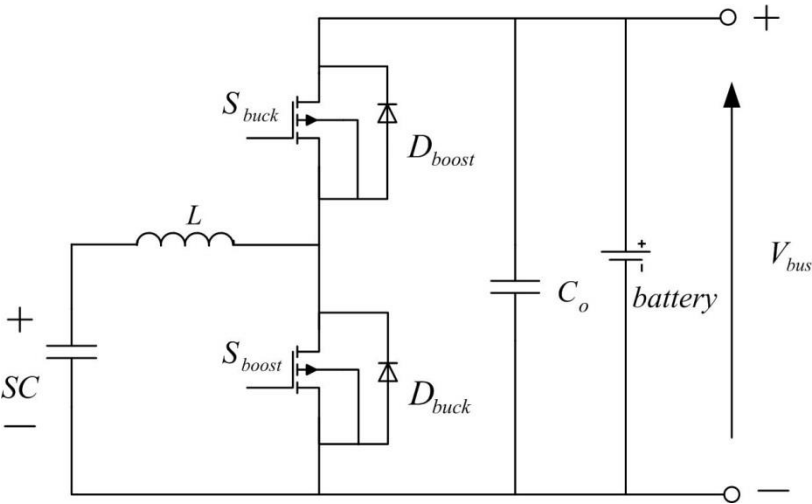 +
S_buck
D_boost
L
V_bus
+
-
C_o
battery
+
SC
—
S_boost
D_buck
—